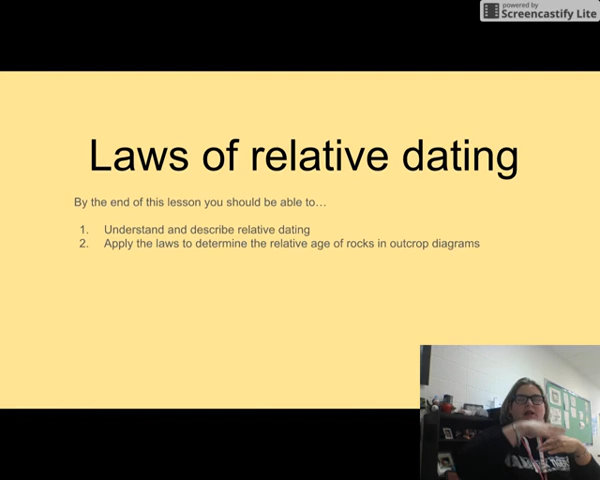 powered by
Screencastify Lite
Laws of relative dating
By the end of this lesson you should be able to…
1. Understand and describe relative dating
2. Apply the laws to determine the relative age of rocks in outcrop diagrams